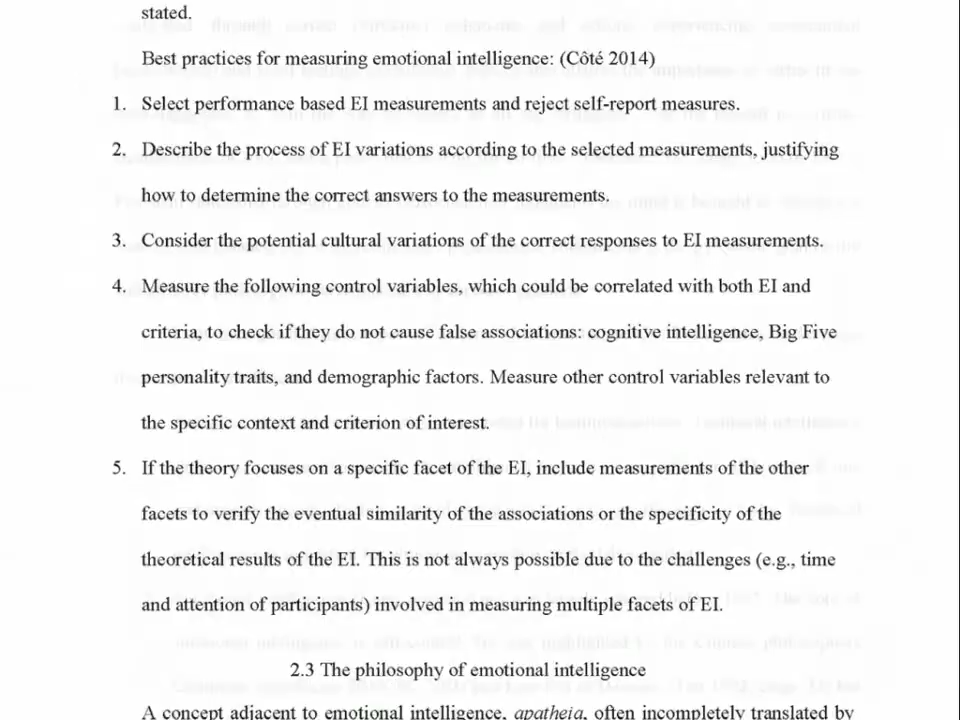 stated.
Best practices for measuring emotional intelligence: (Côté 2014)
1. Select performance based EI measurements and reject self-report measures.
2. Describe the process of EI variations according to the selected measurements, justifying
how to determine the correct answers to the measurements.
3. Consider the potential cultural variations of the correct responses to EI measurements.
4. Measure the following control variables, which could be correlated with both EI and
criteria, to check if they do not cause false associations: cognitive intelligence, Big Five
personality traits, and demographic factors. Measure other control variables relevant to
the specific context and criterion of interest.
5. If the theory focuses on a specific facet of the EI, include measurements of the other
facets to verify the eventual similarity of the associations or the specificity of the
theoretical results of the EI. This is not always possible due to the challenges (e.g., time
and attention of participants) involved in measuring multiple facets of EI.
2.3 The philosophy of emotional intelligence
A concept adjacent to emotional intelligence, apatheia, often incompletely translated by